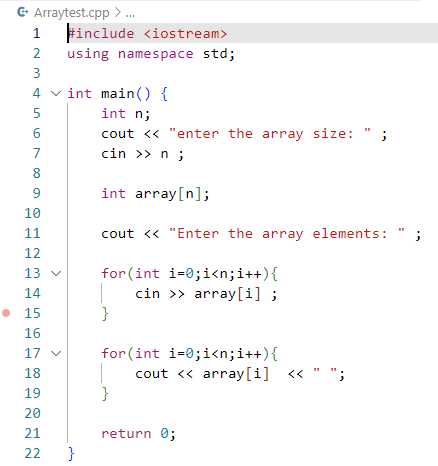 Arraytest.cpp > ...
1 #include <iostream>
2 using namespace std;
3
4 int main() {
5 int n;
6 cout << "enter the array size: " ;
7 cin >> n ;
8
9 int array[n];
10
11 cout << "Enter the array elements: " ;
12
13 for(int i=0;i<n;i++){
14 cin >> array[i] ;
15 }
16
17 for(int i=0;i<n;i++){
18 cout << array[i]  << " ";
19 }
20
21 return 0;
22 }